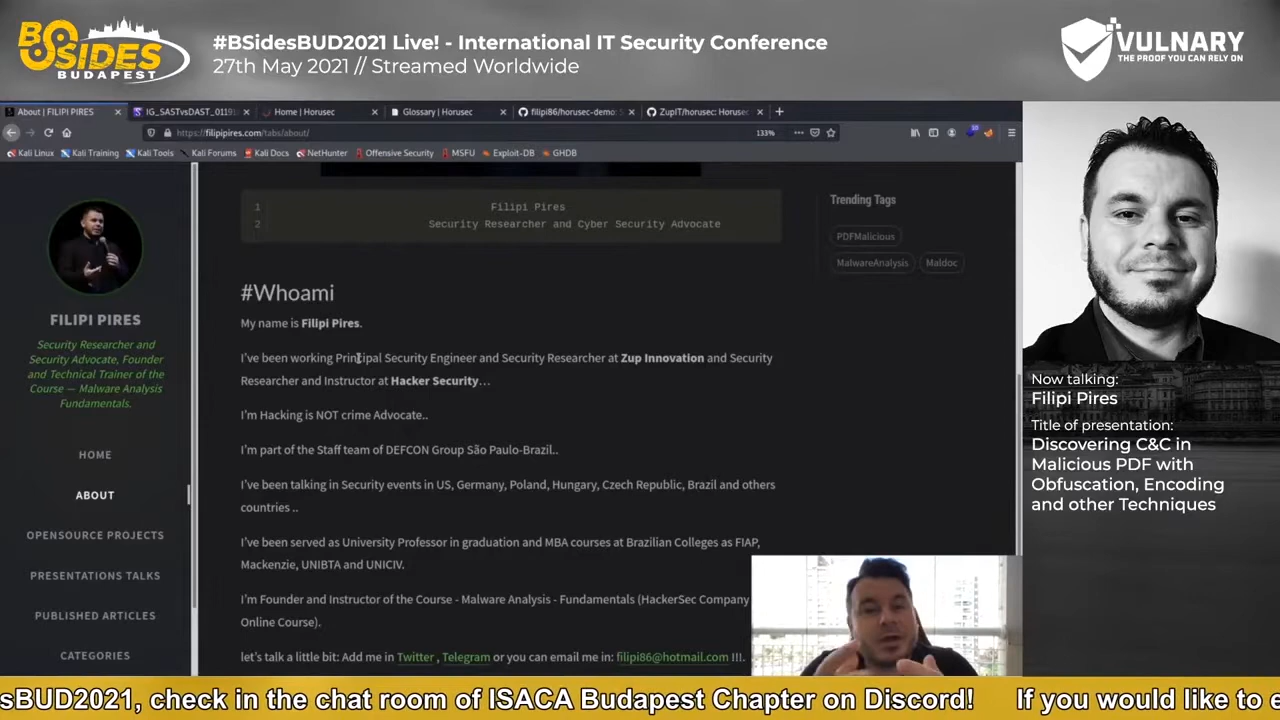 BSIDES
BUDAPEST
#BSidesBUD2021 Live! - International IT Security Conference
27th May 2021 // Streamed Worldwide
VULNARY
THE PROOF YOU CAN RELY ON
About | FILIPI PIRES
IG_SASTvsDAST_0119
Home | Horusec
Glossary | Horusec
filipi86/horusec-demo:
ZupIT/horusec: Horusec
https://filipipires.com/tabs/about/
133%
Kali Linux
Kali Training
Kali Tools
Kali Forums
Kali Docs
NetHunter
Offensive Security
MSFU
Exploit-DB
GHDB
FILIPI PIRES
Security Researcher and
Security Advocate, Founder
and Technical Trainer of the
Course — Malware Analysis
Fundamentals.
HOME
ABOUT
OPENSOURCE PROJECTS
PRESENTATIONS TALKS
PUBLISHED ARTICLES
CATEGORIES
1 Filipi Pires
2 Security Researcher and Cyber Security Advocate
#Whoami
My name is Filipi Pires.
I've been working Principal Security Engineer and Security Researcher at Zup Innovation and Security
Researcher and Instructor at Hacker Security...
I'm Hacking is NOT crime Advocate..
I'm part of the Staff team of DEFCON Group São Paulo-Brazil..
I've been talking in Security events in US, Germany, Poland, Hungary, Czech Republic, Brazil and others
countries ..
I've been served as University Professor in graduation and MBA courses at Brazilian Colleges as FIAP,
Mackenzie, UNIBTA and UNICIV.
I'm Founder and Instructor of the Course - Malware Analysis - Fundamentals (HackerSec Company
Online Course).
let's talk a little bit: Add me in Twitter , Telegram or you can email me in: filipi86@hotmail.com !!!.
Trending Tags
PDFMalicious
MalwareAnalysis
Maldoc
Now talking:
Filipi Pires
Title of presentation:
Discovering C&C in
Malicious PDF with
Obfuscation, Encoding
and other Techniques
sBUD2021, check in the chat room of ISACA Budapest Chapter on Discord! If you would like to e